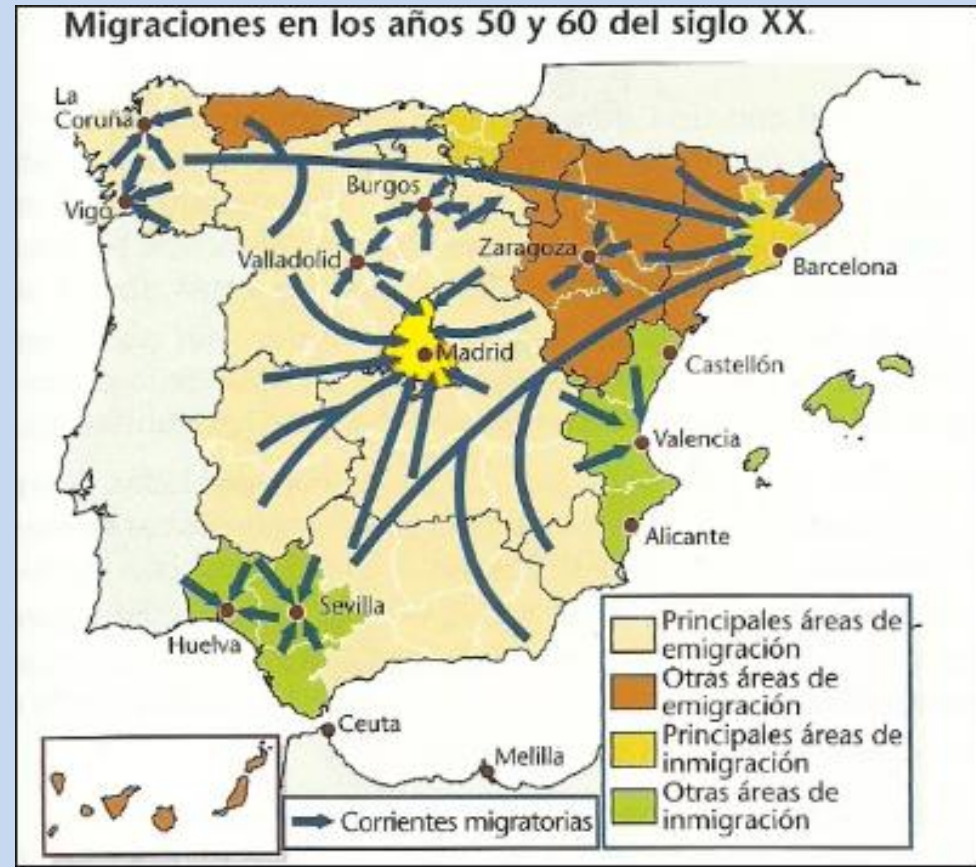 Migraciones en los años 50 y 60 del siglo XX.
La
Coruña
Vigo
Burgos
Valladolid
Zaragoza
Barcelona
Madrid
Castellón
Valencia
Alicante
Sevilla
Huelva
Ceuta
Melilla
Corrientes migratorias
Principales áreas de
emigración
Otras áreas de
emigración
Principales áreas de
inmigración
Otras áreas de
inmigración